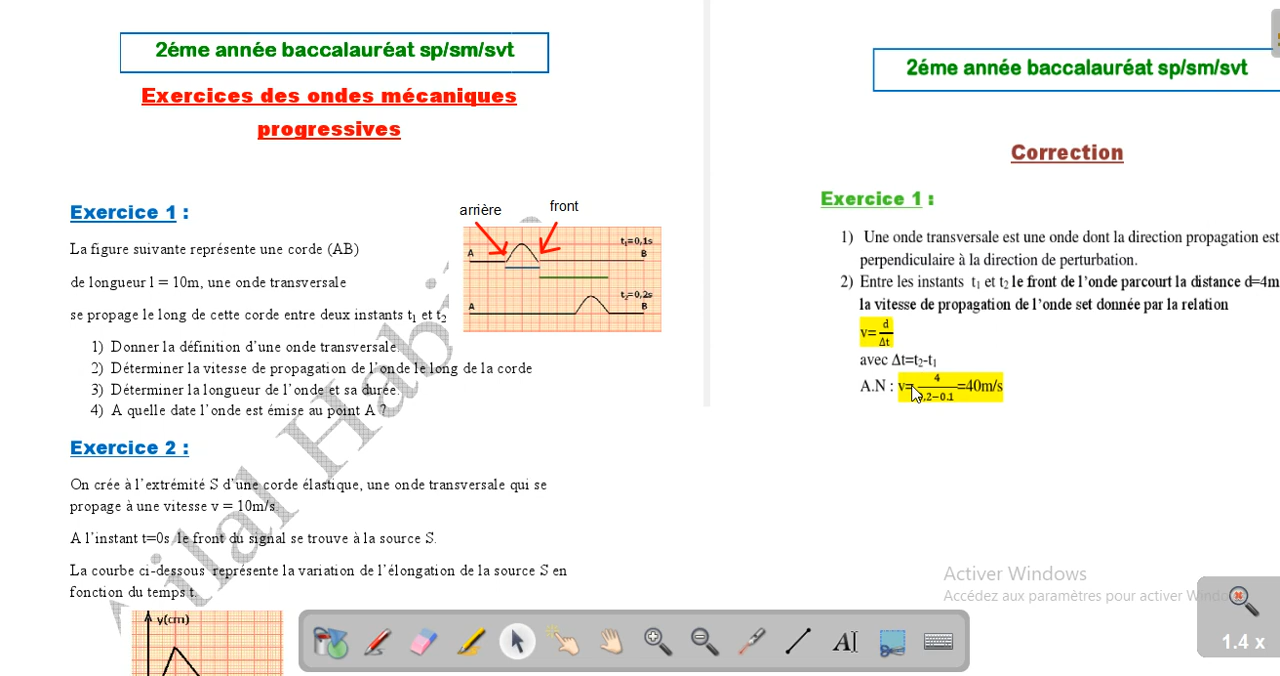 2éme année baccalauréat sp/sm/svt
Exercices des ondes mécaniques
progressives
Exercice 1 :
arrière
front
La figure suivante représente une corde (AB)
de longueur l = 10m, une onde transversale
se propage le long de cette corde entre deux instants t₁ et t₂
A
t₁=0,1s
B
A
t₂=0,2s
B
1) Donner la définition d’une onde transversale.
2) Déterminer la vitesse de propagation de l’onde le long de la corde
3) Déterminer la longueur de l’onde et sa durée.
4) A quelle date l’onde est émise au point A ?
Exercice 2 :
On crée à l’extrémité S d’une corde élastique, une onde transversale qui se
propage à une vitesse v = 10m/s.
A l’instant t=0s, le front du signal se trouve à la source S.
La courbe ci-dessous représente la variation de l’élongation de la source S en
fonction du temps t.
y(cm)
2éme année baccalauréat sp/sm/svt
Correction
Exercice 1 :
1) Une onde transversale est une onde dont la direction propagation est
perpendiculaire à la direction de perturbation.
2) Entre les instants t₁ et t₂ le front de l’onde parcourt la distance d=4m
la vitesse de propagation de l’onde set donnée par la relation
v= d/Δt
avec Δt=t₂-t₁
A.N : v= 4/,2−0.1 =40m/s
Activer Windows
Accédez aux paramètres pour activer
AI
1.4 x